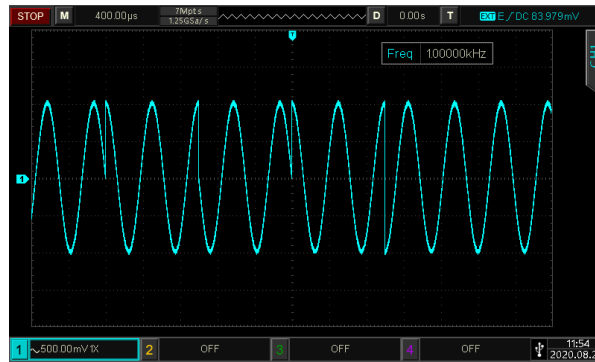 STOP M 400.00μs 7Mpts D 0.00s T EXT E DC 83.979mV
1.25GSa/s
T
Freq 100000kHz
CH1
1
1 500.00mV 1X 2 OFF 3 OFF 4 OFF 11:54
2020.08.2